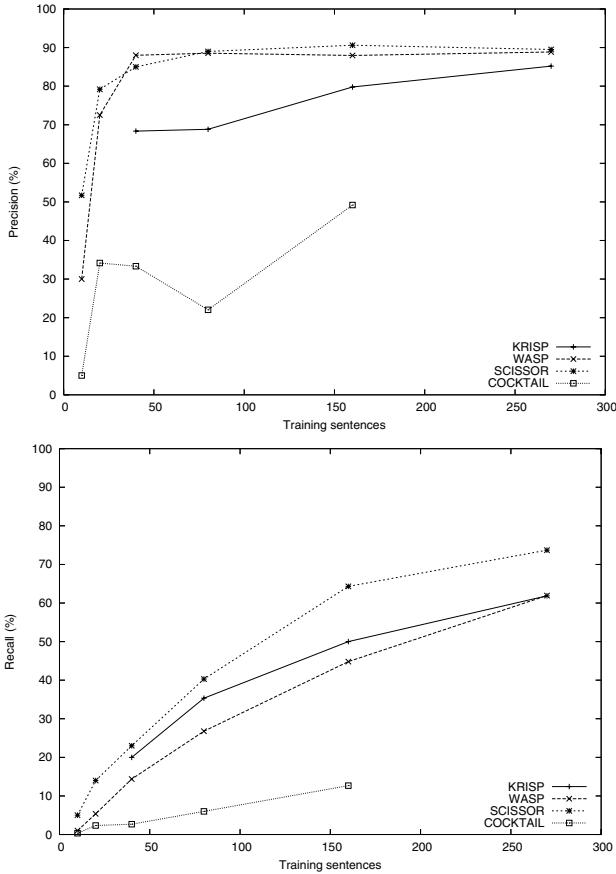 100
90
80
70
60
50
40
30
20
10
0
Precision (%)
KRISP
WASP
SCISSOR
COCKTAIL
0 50 100 150 200 250 300
Training sentences
100
90
80
70
60
50
40
30
20
10
0
Recall (%)
KRISP
WASP
SCISSOR
COCKTAIL
0 50 100 150 200 250 300
Training sentences